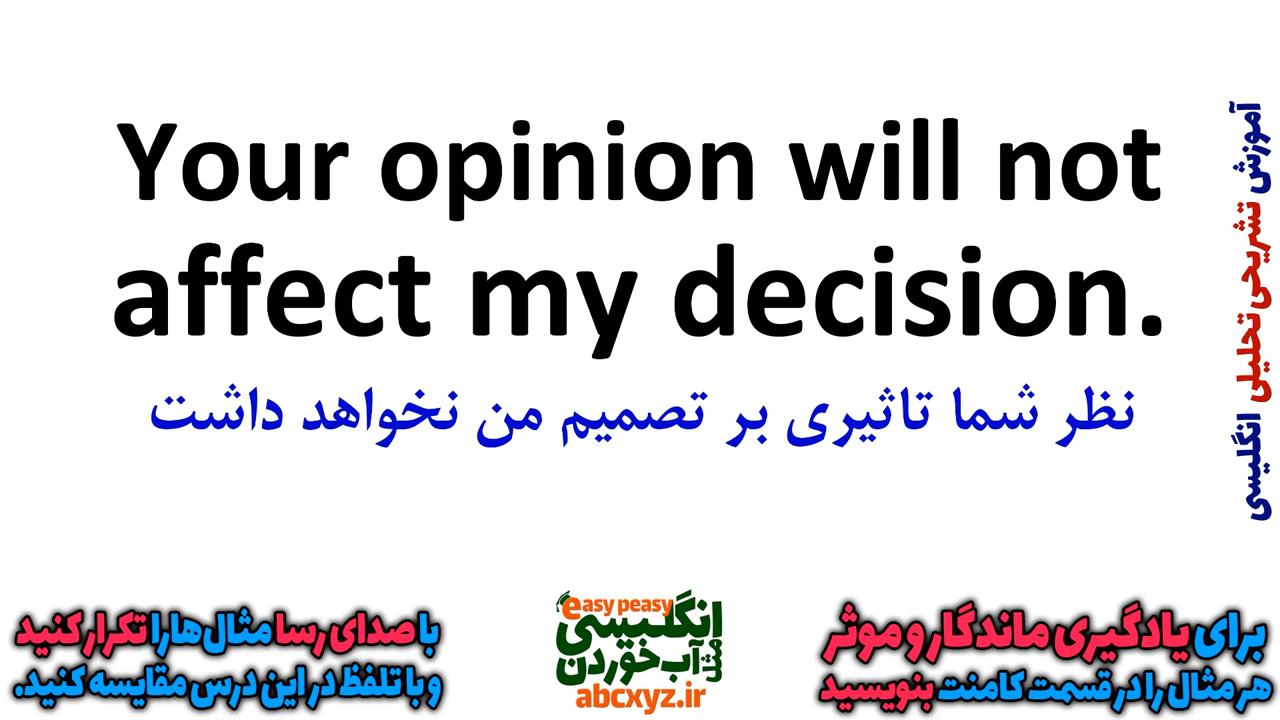 Your opinion will not
affect my decision.
نظر شما تاثیری بر تصمیم من نخواهد داشت
آموزش تشریحی تحلیلی انگلیسی
برای یادگیری ماندگار و موثر
هر مثال را در قسمت کامنت بنویسید
easy peasy
انگلیسی
مثل آب خوردن
abcxyz.ir
با صدای رسا مثال‌ها را تکرار کنید
و با تلفظ در این درس مقایسه کنید.